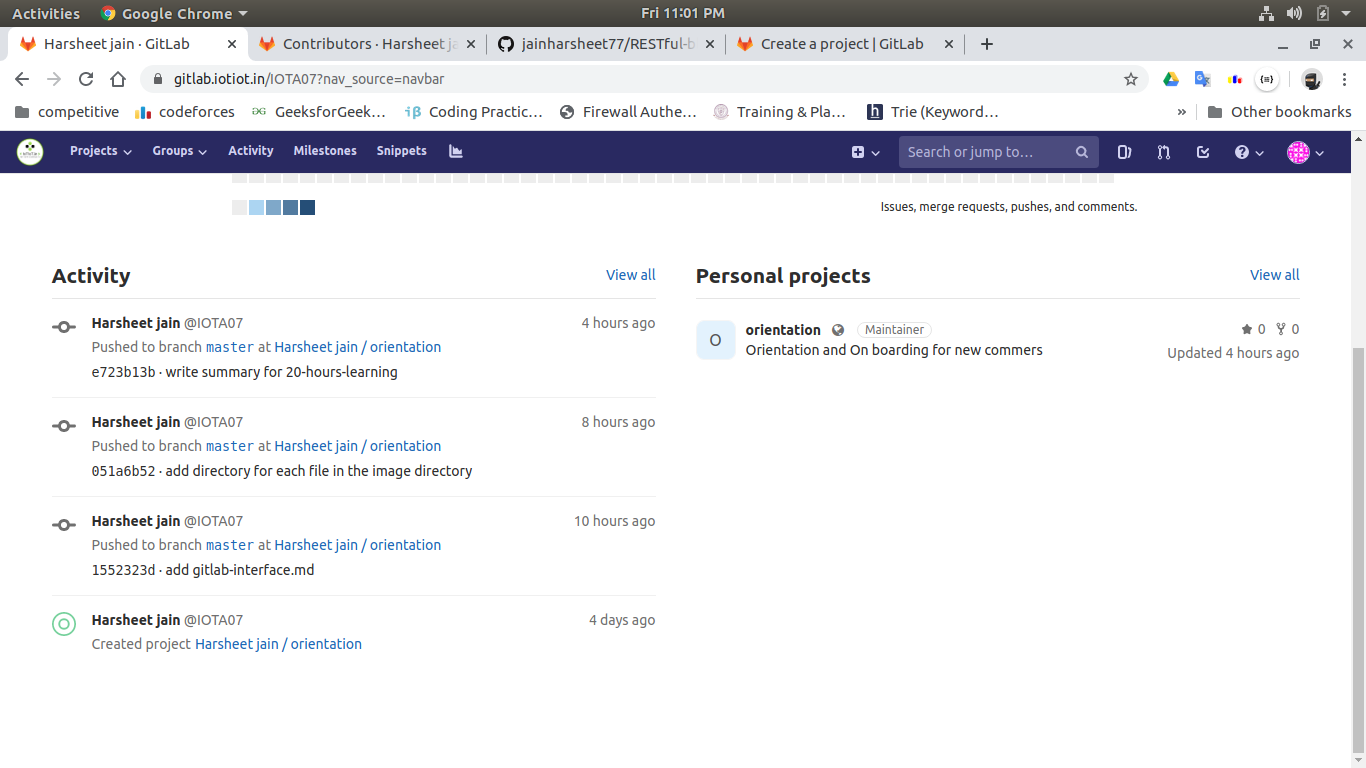 Activities Google Chrome Fri 11:01 PM
Harsheet jain · GitLab Contributors · Harsheet ja jainharsheet77/RESTful-b Create a project | GitLab
gitlab.iotiot.in/IOTA07?nav_source=navbar
competitive codeforces GeeksforGeek… Coding Practic… Firewall Authe… Training & Pla… Trie (Keyword… » Other bookmarks
Projects Groups Activity Milestones Snippets Search or jump to…
Issues, merge requests, pushes, and comments.
Activity View all
Harsheet jain @IOTA07 4 hours ago
Pushed to branch master at Harsheet jain / orientation
e723b13b · write summary for 20-hours-learning
Harsheet jain @IOTA07 8 hours ago
Pushed to branch master at Harsheet jain / orientation
051a6b52 · add directory for each file in the image directory
Harsheet jain @IOTA07 10 hours ago
Pushed to branch master at Harsheet jain / orientation
1552323d · add gitlab-interface.md
Harsheet jain @IOTA07 4 days ago
Created project Harsheet jain / orientation
Personal projects View all
O orientation Maintainer 0 0
Orientation and On boarding for new commers
Updated 4 hours ago